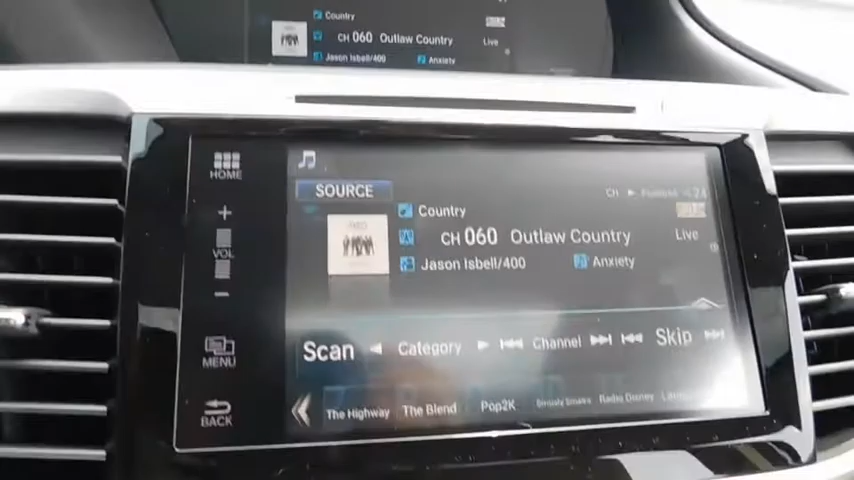 Country
CH 060 Outlaw Country
Live
Jason Isbell/400
Anxiety
HOME
SOURCE
CH
Country
VOL
CH 060 Outlaw Country
Live
Jason Isbell/400
Anxiety
MENU
Scan
Category
Channel
Skip
BACK
The Highway
The Blend
Pop2K
Radio Disney